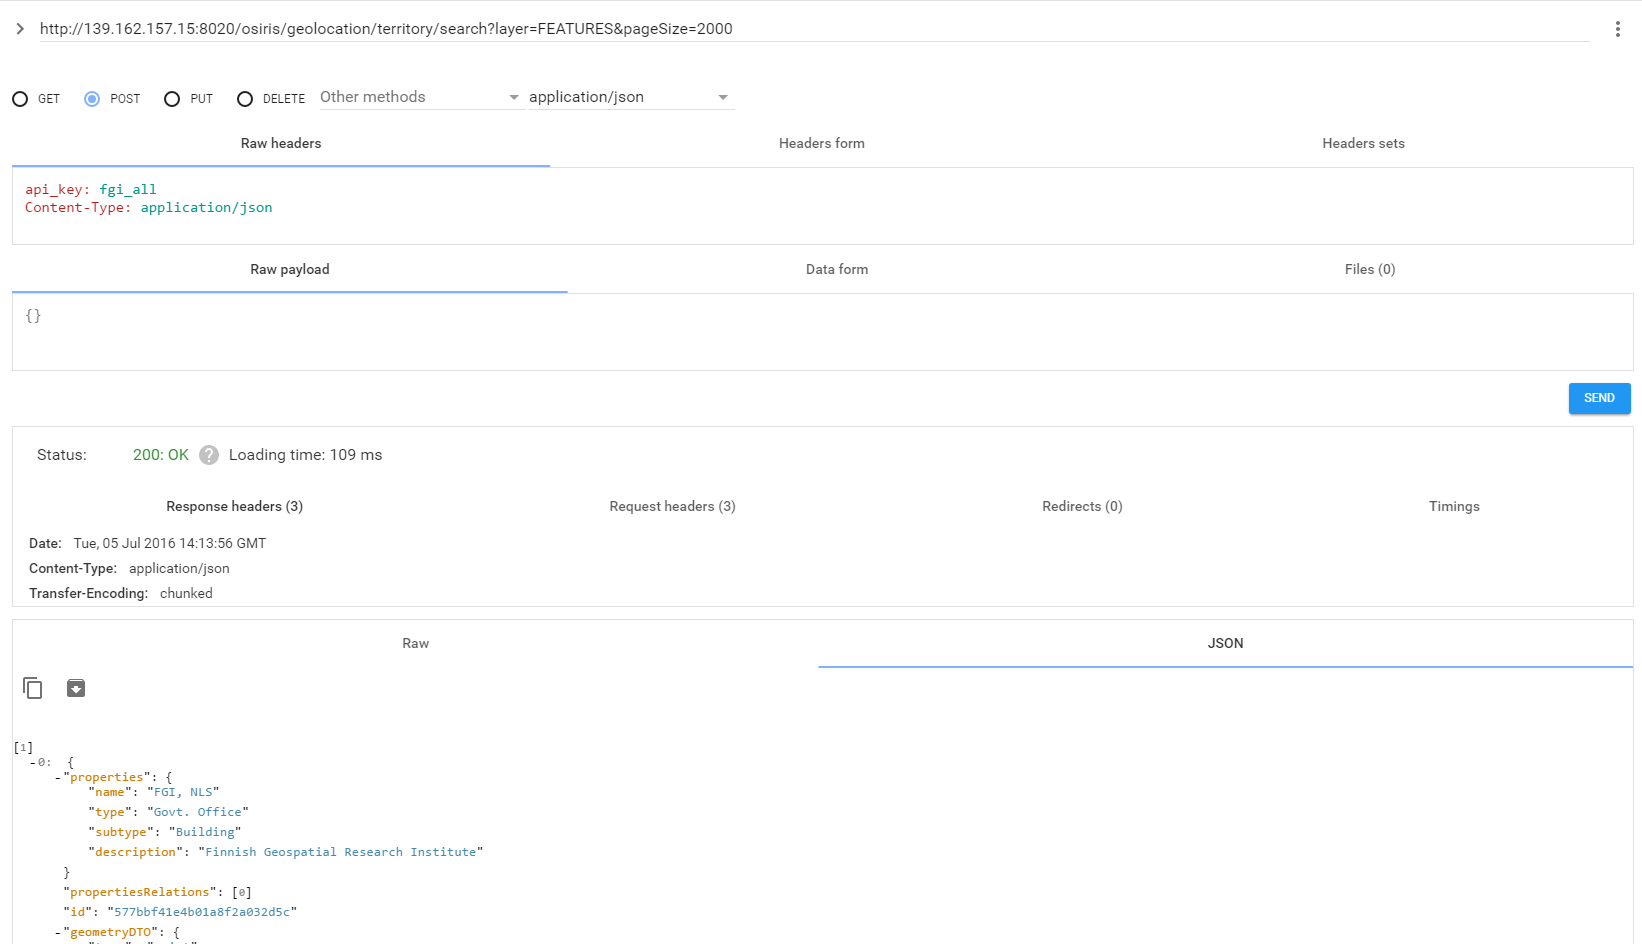 http://139.162.157.15:8020/osiris/geolocation/territory/search?layer=FEATURES&pageSize=2000
GET POST PUT DELETE Other methods application/json
Raw headers Headers form Headers sets
api_key: fgi_all
Content-Type: application/json
Raw payload Data form Files (0)
{}
SEND
Status: 200: OK ? Loading time: 109 ms
Response headers (3) Request headers (3) Redirects (0) Timings
Date: Tue, 05 Jul 2016 14:13:56 GMT
Content-Type: application/json
Transfer-Encoding: chunked
Raw JSON
[1]
-0: {
-"properties": {
"name": "FGI, NLS"
"type": "Govt. Office"
"subtype": "Building"
"description": "Finnish Geospatial Research Institute"
}
"propertiesRelations": [0]
"id": "577bbf41e4b01a8f2a032d5c"
-"geometryDTO": {